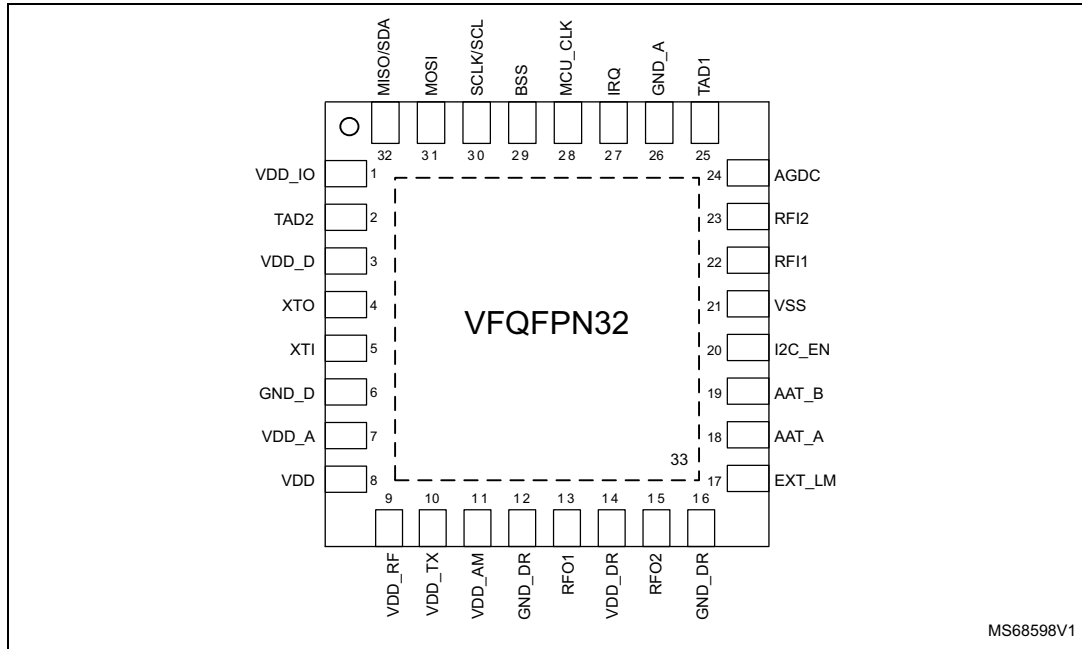 MISO/SDA
MOSI
SCLK/SCL
BSS
MCU_CLK
IRQ
GND_A
TAD1
32 31 30 29 28 27 26 25
VDD_IO 1
TAD2 2
VDD_D 3
XTO 4
XTI 5
GND_D 6
VDD_A 7
VDD 8
VFQFPN32
24 AGDC
23 RFI2
22 RFI1
21 VSS
20 I2C_EN
19 AAT_B
18 AAT_A
17 EXT_LM
33
9 10 11 12 13 14 15 16
VDD_RF
VDD_TX
VDD_AM
GND_DR
RFO1
VDD_DR
RFO2
GND_DR
MS68598V1